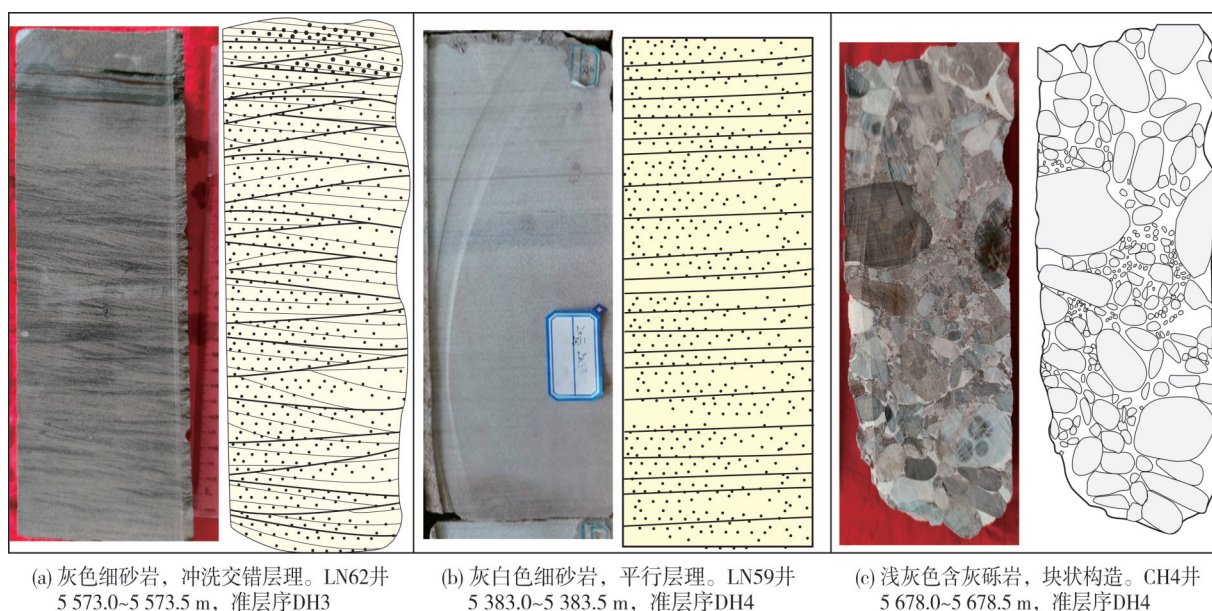 (a) 灰色细砂岩，冲洗交错层理。LN62井
5 573.0~5 573.5 m，准层序DH3
(b) 灰白色细砂岩，平行层理。LN59井
5 383.0~5 383.5 m，准层序DH4
(c) 浅灰色含灰砾岩，块状构造。CH4井
5 678.0~5 678.5 m，准层序DH4